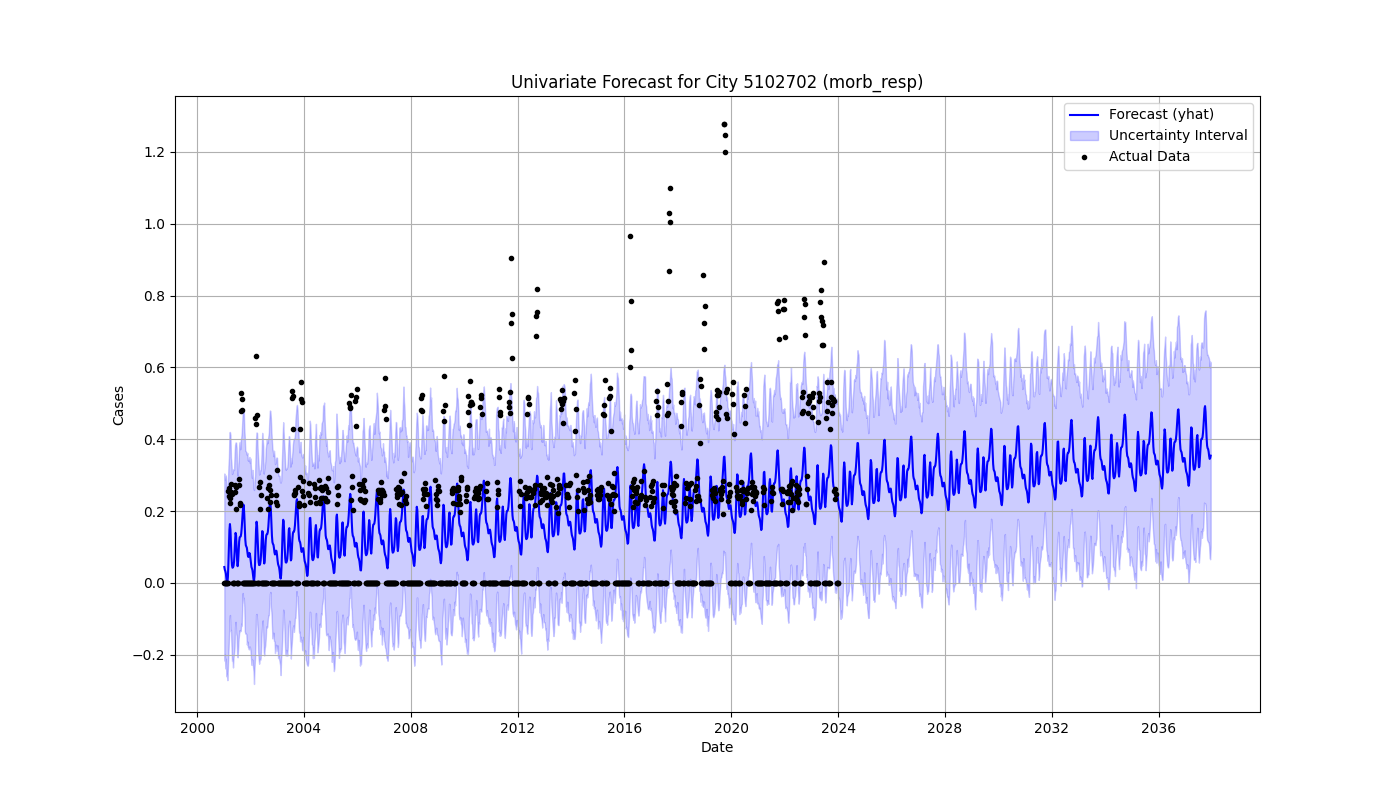 Univariate Forecast for City 5102702 (morb_resp)
Forecast (yhat)
Uncertainty Interval
Actual Data
Cases
1.2
1.0
0.8
0.6
0.4
0.2
0.0
−0.2
2000 2004 2008 2012 2016 2020 2024 2028 2032 2036
Date